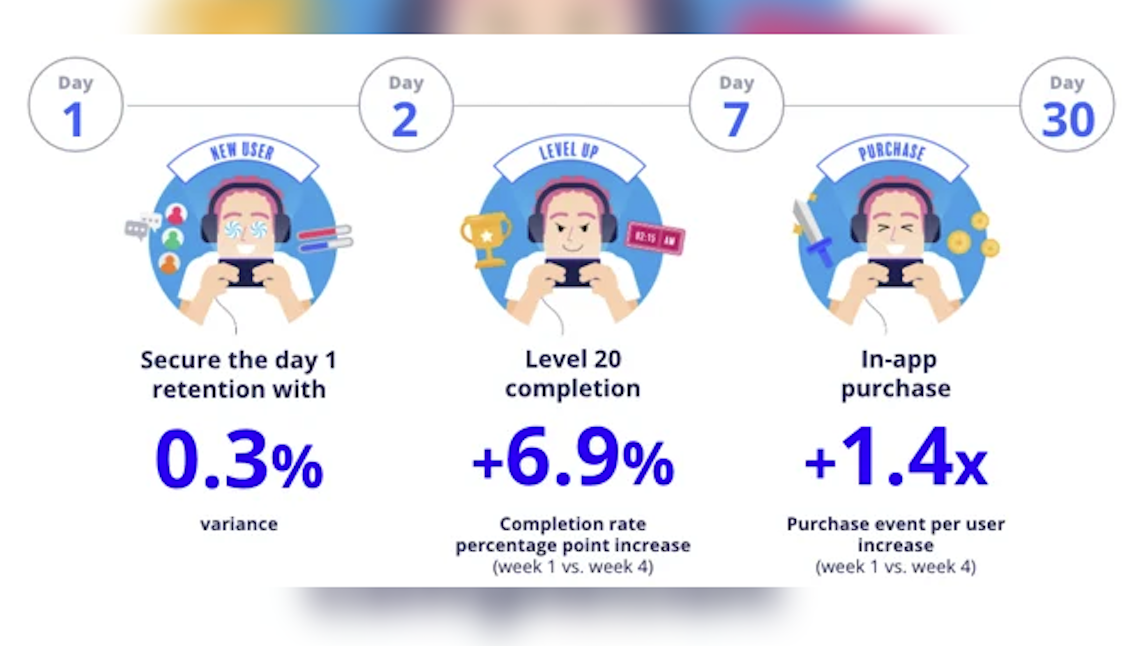 Day
1
Day
2
Day
7
Day
30
NEW USER
LEVEL UP
PURCHASE
02:15 AM
Secure the day 1
retention with
0.3%
variance
Level 20
completion
+6.9%
Completion rate
percentage point increase
(week 1 vs. week 4)
In-app
purchase
+1.4x
Purchase event per user
increase
(week 1 vs. week 4)